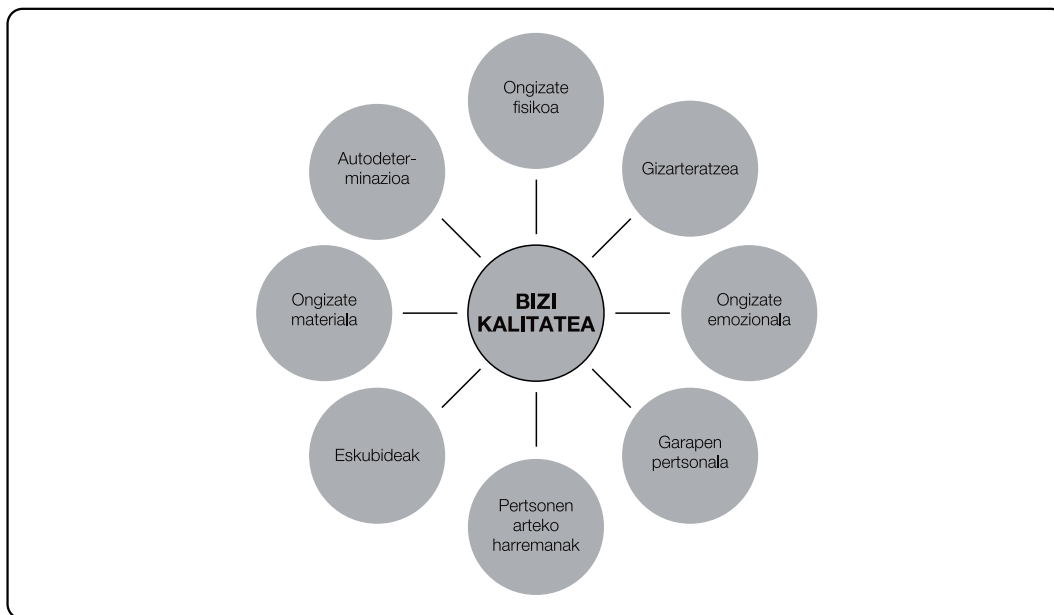 Ongizate
fisikoa
Gizarteratzea
Ongizate
emozionala
Garapen
pertsonala
Pertsonen
arteko
harremanak
Eskubideak
Ongizate
materiala
Autodeter-
minazioa
BIZI
KALITATEA